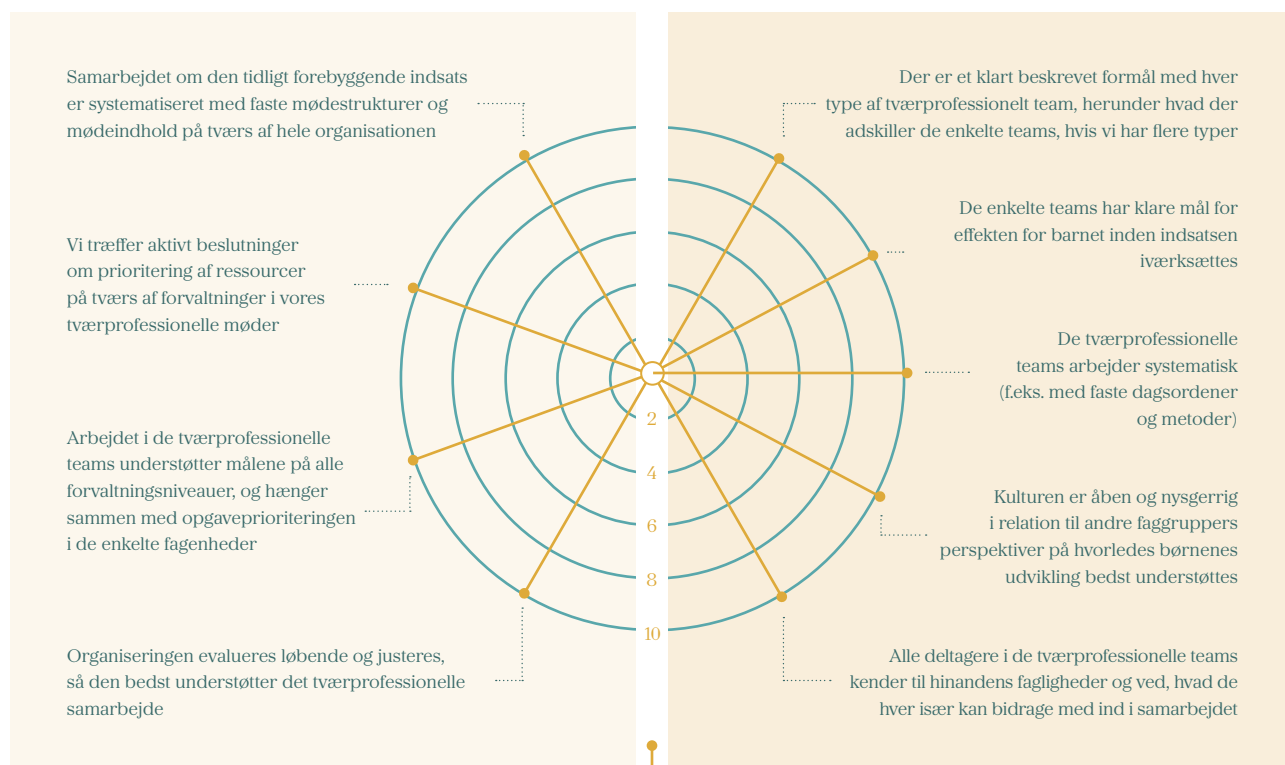 Samarbejdet om den tidligt forebyggende indsats
er systematiseret med faste mødestrukturer og
mødeindhold på tværs af hele organisationen
Vi træffer aktivt beslutninger
om prioritering af ressourcer
på tværs af forvaltninger i vores
tværprofessionelle møder
Arbejdet i de tværprofessionelle
teams understøtter målene på alle
forvaltningsniveauer, og hænger
sammen med opgaveprioriteringen
i de enkelte fagenheder
Organiseringen evalueres løbende og justeres,
så den bedst understøtter det tværprofessionelle
samarbejde
2
4
6
8
10
Der er et klart beskrevet formål med hver
type af tværprofessionelt team, herunder hvad der
adskiller de enkelte teams, hvis vi har flere typer
De enkelte teams har klare mål for
effekten for barnet inden indsatsen
iværksættes
De tværprofessionelle
teams arbejder systematisk
(f.eks. med faste dagsordener
og metoder)
Kulturen er åben og nysgerrig
i relation til andre faggruppers
perspektiver på hvorledes børnenes
udvikling bedst understøttes
Alle deltagere i de tværprofessionelle teams
kender til hinandens fagligheder og ved, hvad de
hver især kan bidrage med ind i samarbejdet